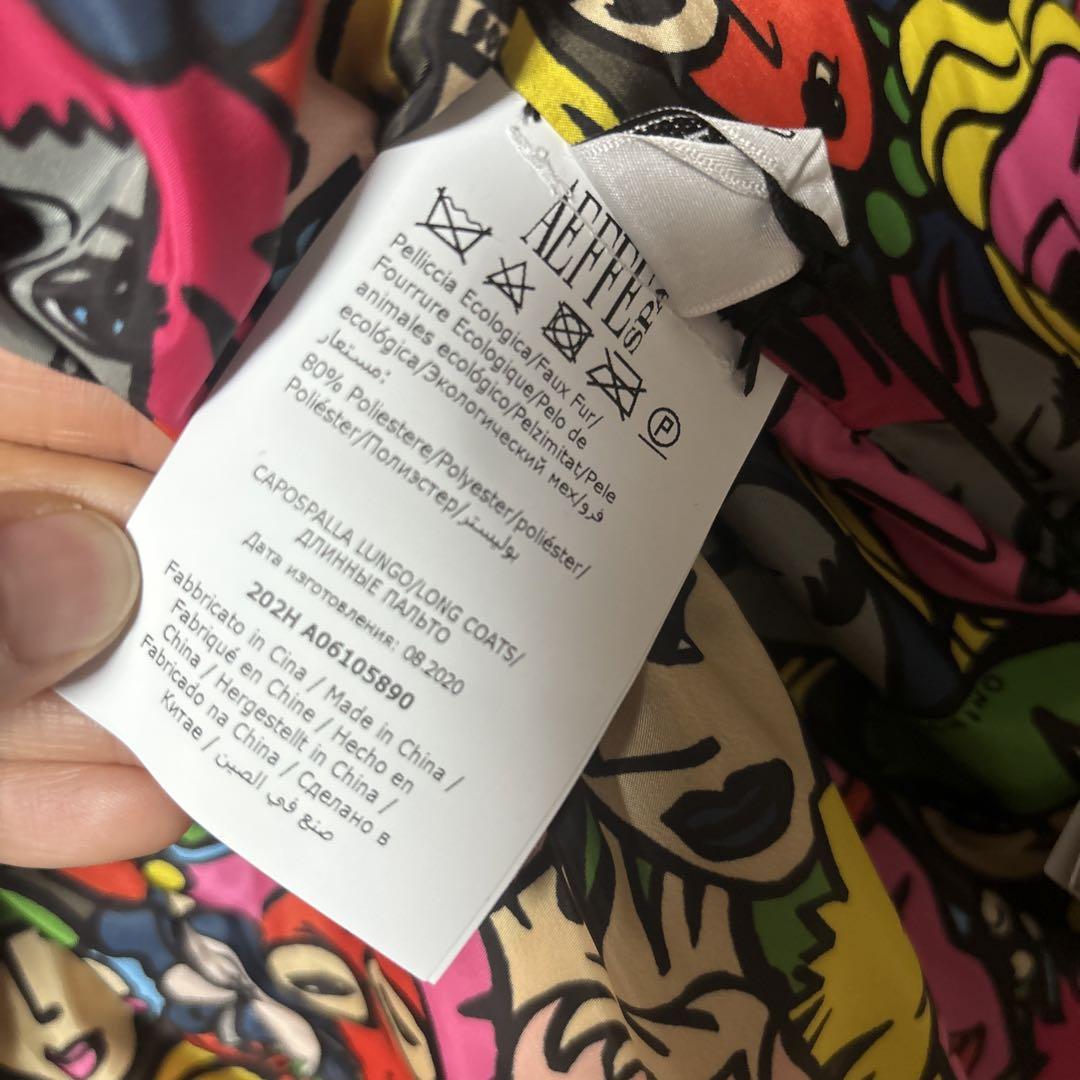 AEFFE SPA
Pelliccia Ecologica/Faux Fur/
Fourrure Ecologique/Pelo de
animales ecológico/Pelzimitat/Pele
ecológica/Экологический мех/فرو
مستعار:
80% Poliestere/Polyester/poliéster/
Poliéster/Полиэстер/بوليستر
CAPOSPALLA LUNGO/LONG COATS/
ДЛИННЫЕ ПАЛЬТО
Дата изготовления: 08.2020
202H A06105890
Fabbricato in Cina / Made in China /
Fabriqué en Chine / Hecho en
China / Hergestellt in China /
Fabricado na China / Сделано в
Китае / صنع في الصين
P